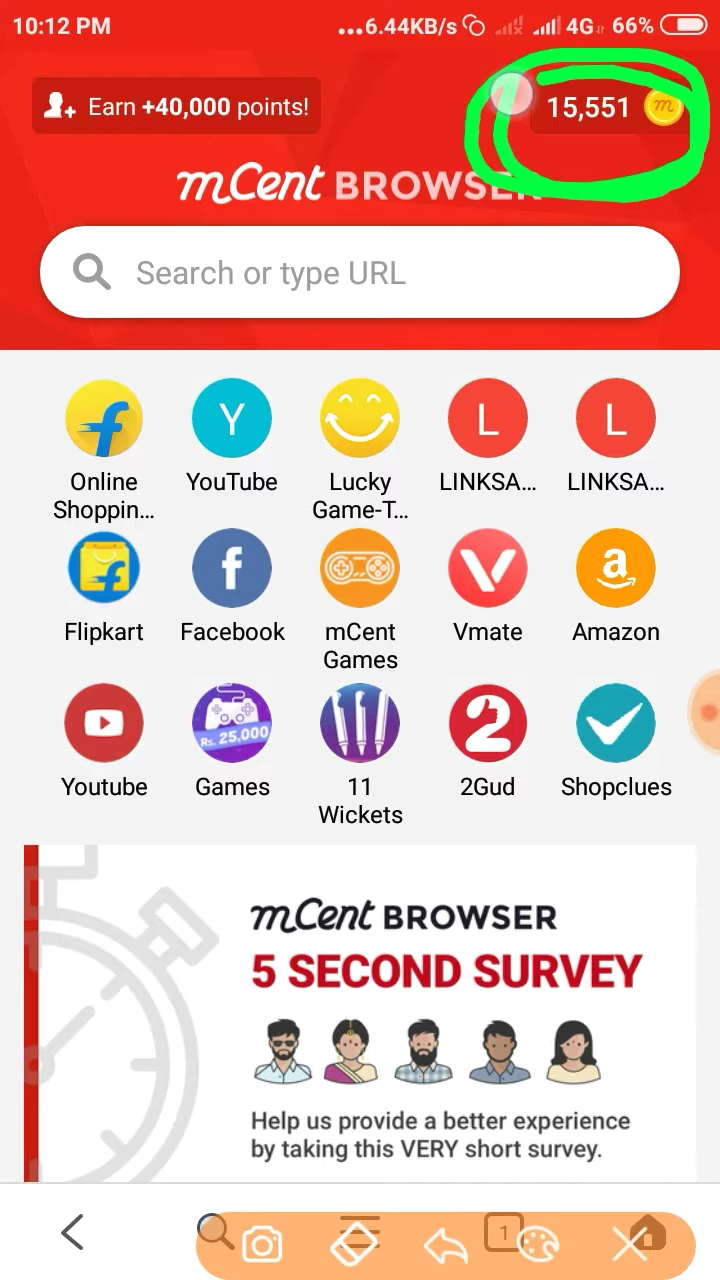 10:12 PM
...6.44KB/s 4G 66%
Earn +40,000 points!
15,551 m
mCent BROWSER
Search or type URL
f Y L L
Online Shoppin...
YouTube
Lucky Game-T...
LINKSA...
LINKSA...
f f a
Flipkart
Facebook
mCent Games
Vmate
Amazon
Rs. 25,000
2
Youtube
Games
11 Wickets
2Gud
Shopclues
mCent BROWSER
5 SECOND SURVEY
Help us provide a better experience
by taking this VERY short survey.
1